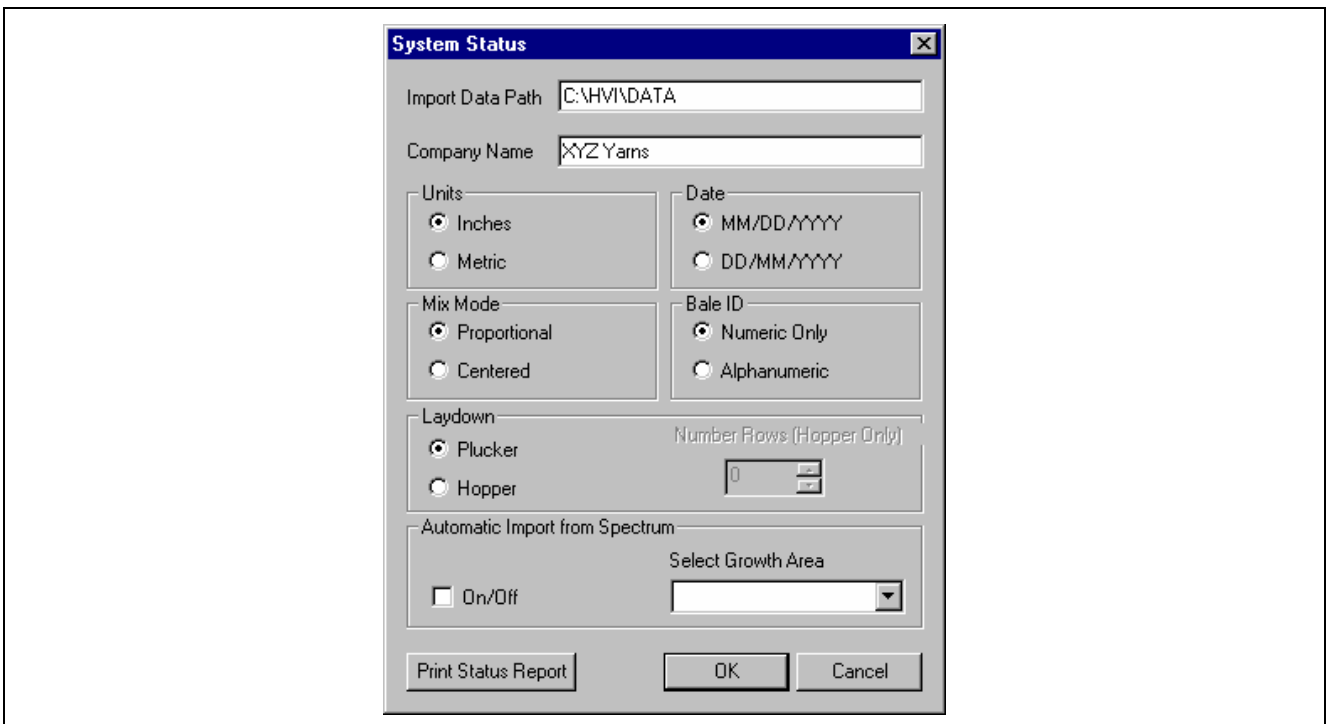 System Status
Import Data Path C:\HVI\DATA
Company Name XYZ Yarns
Units
Inches
Metric
Date
MM/DD/YYYY
DD/MM/YYYY
Mix Mode
Proportional
Centered
Bale ID
Numeric Only
Alphanumeric
Laydown
Plucker
Hopper
Number Rows (Hopper Only)
0
Automatic Import from Spectrum
On/Off
Select Growth Area
Print Status Report
OK
Cancel